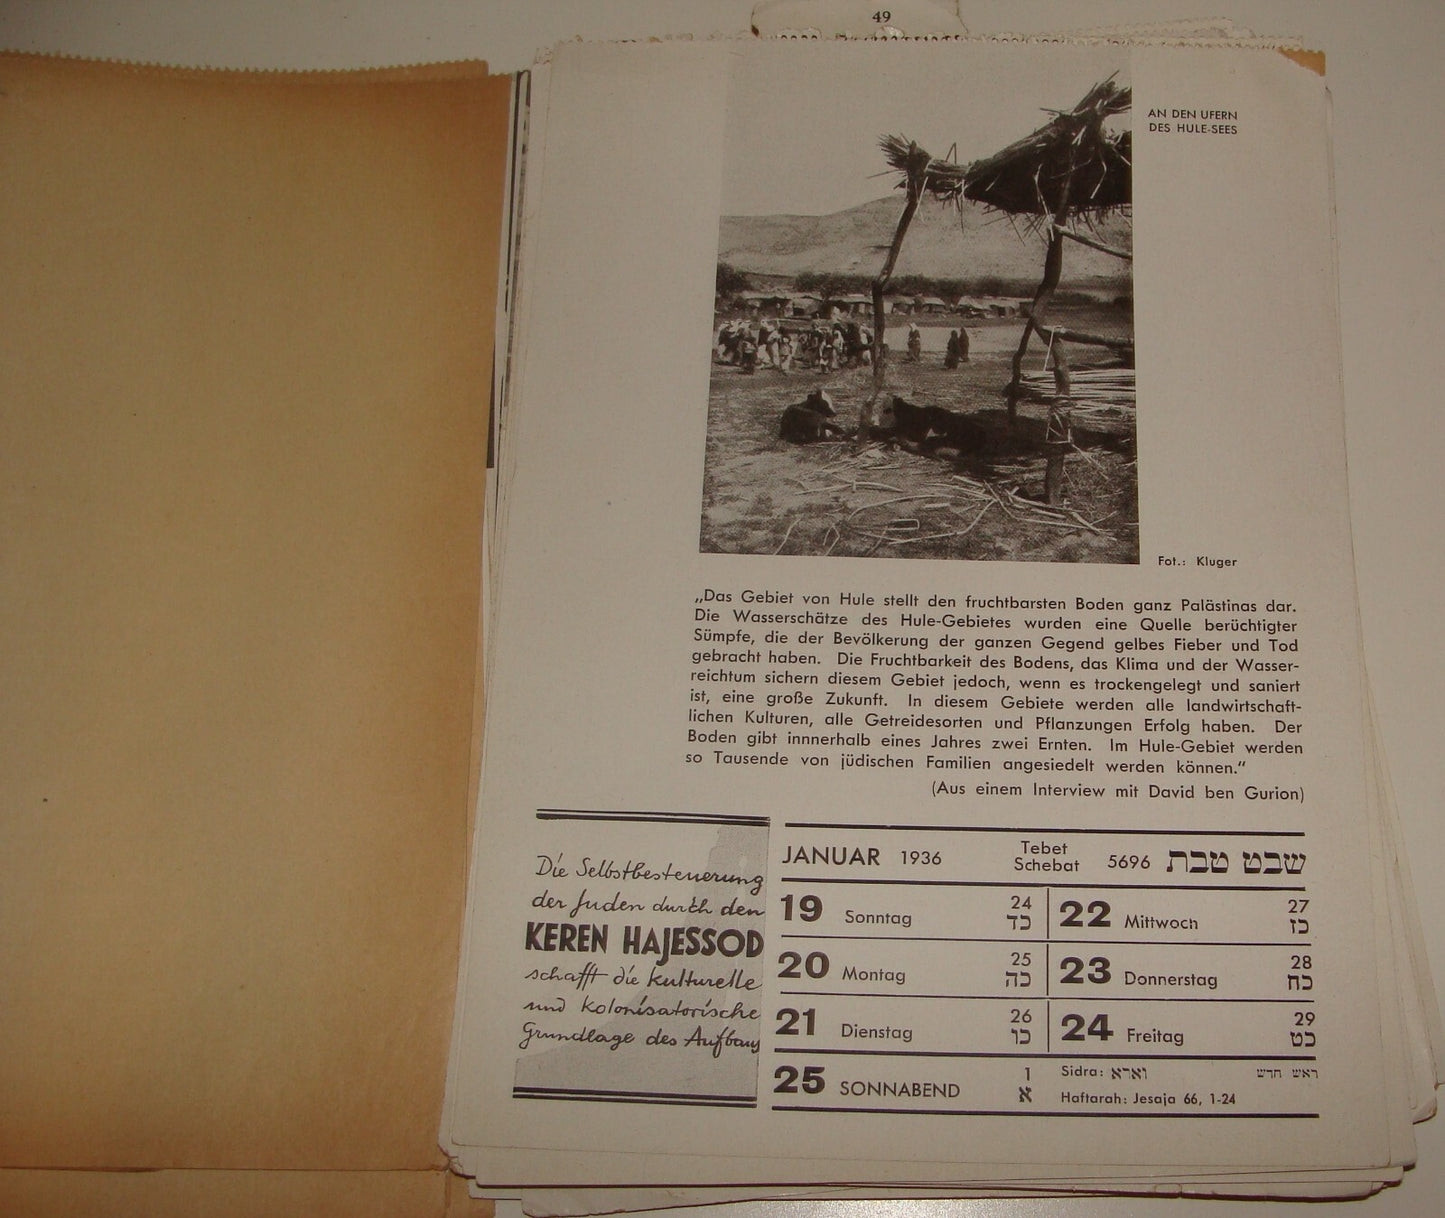 49
AN DEN UFERN
DES HULE-SEES
Fot.: Kluger
„Das Gebiet von Hule stellt den fruchtbarsten Boden ganz Palästinas dar.
Die Wasserschätze des Hule-Gebietes wurden eine Quelle berüchtigter
Sümpfe, die der Bevölkerung der ganzen Gegend gelbes Fieber und Tod
gebracht haben. Die Fruchtbarkeit des Bodens, das Klima und der Wasser-
reichtum sichern diesem Gebiet jedoch, wenn es trockengelegt und saniert
ist, eine große Zukunft. In diesem Gebiete werden alle landwirtschaft-
lichen Kulturen, alle Getreidesorten und Pflanzungen Erfolg haben. Der
Boden gibt innnerhalb eines Jahres zwei Ernten. Im Hule-Gebiet werden
so Tausende von jüdischen Familien angesiedelt werden können."
(Aus einem Interview mit David ben Gurion)
Die Selbstbesteuerung
der Juden durch den
KEREN HAJESSOD
schafft die kulturelle
und kolonisatorische
Grundlage des Aufbaus
JANUAR 1936 Tebet Schebat 5696 שבט טבת
19 Sonntag 24 כד
20 Montag 25 כה
21 Dienstag 26 כו
22 Mittwoch 27 כז
23 Donnerstag 28 כח
24 Freitag 29 כט
25 SONNABEND 1 א
Sidra: וארא ראש חדש
Haftarah: Jesaja 66, 1-24